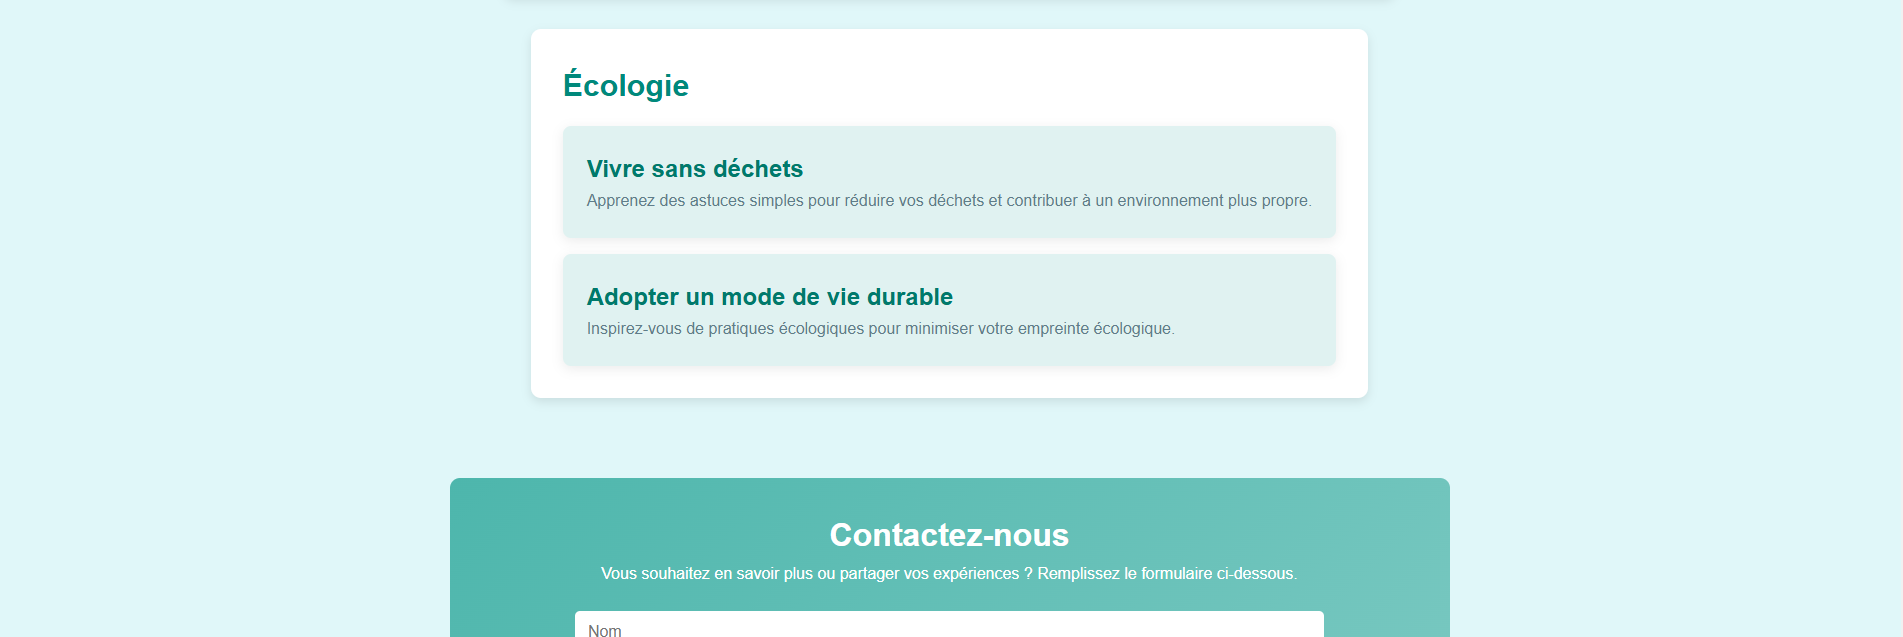 Écologie
Vivre sans déchets
Apprenez des astuces simples pour réduire vos déchets et contribuer à un environnement plus propre.
Adopter un mode de vie durable
Inspirez-vous de pratiques écologiques pour minimiser votre empreinte écologique.
Contactez-nous
Vous souhaitez en savoir plus ou partager vos expériences ? Remplissez le formulaire ci-dessous.
Nom